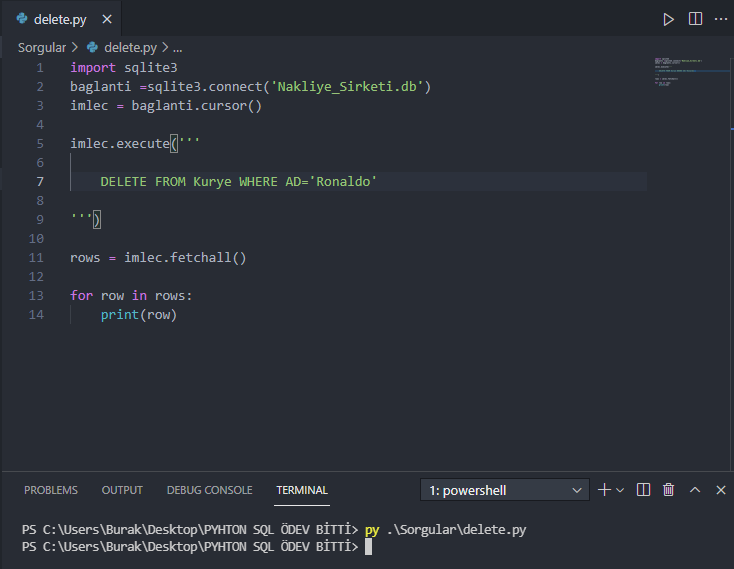 delete.py
Sorgular > delete.py > ...
1 import sqlite3
2 baglanti =sqlite3.connect('Nakliye_Sirketi.db')
3 imlec = baglanti.cursor()
4
5 imlec.execute('''
6
7 DELETE FROM Kurye WHERE AD='Ronaldo'
8
9 ''')
10
11 rows = imlec.fetchall()
12
13 for row in rows:
14 print(row)
PROBLEMS OUTPUT DEBUG CONSOLE TERMINAL 1: powershell
PS C:\Users\Burak\Desktop\PYHTON SQL ÖDEV BİTTİ> py .\Sorgular\delete.py
PS C:\Users\Burak\Desktop\PYHTON SQL ÖDEV BİTTİ>